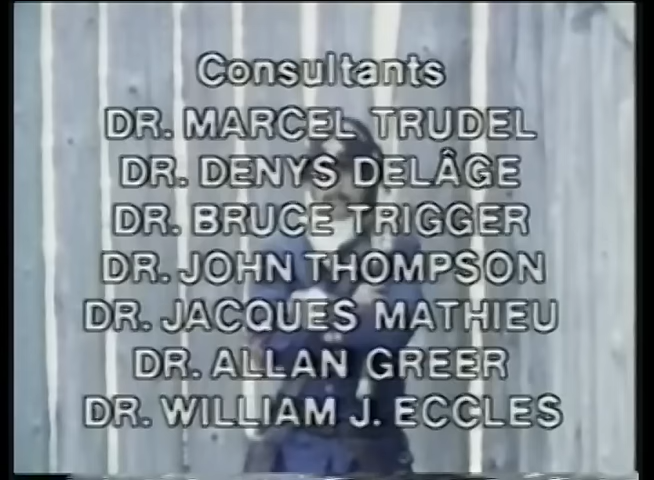 Consultants
DR. MARCEL TRUDEL
DR. DENYS DELÂGE
DR. BRUCE TRIGGER
DR. JOHN THOMPSON
DR. JACQUES MATHIEU
DR. ALLAN GREER
DR. WILLIAM J. ECCLES